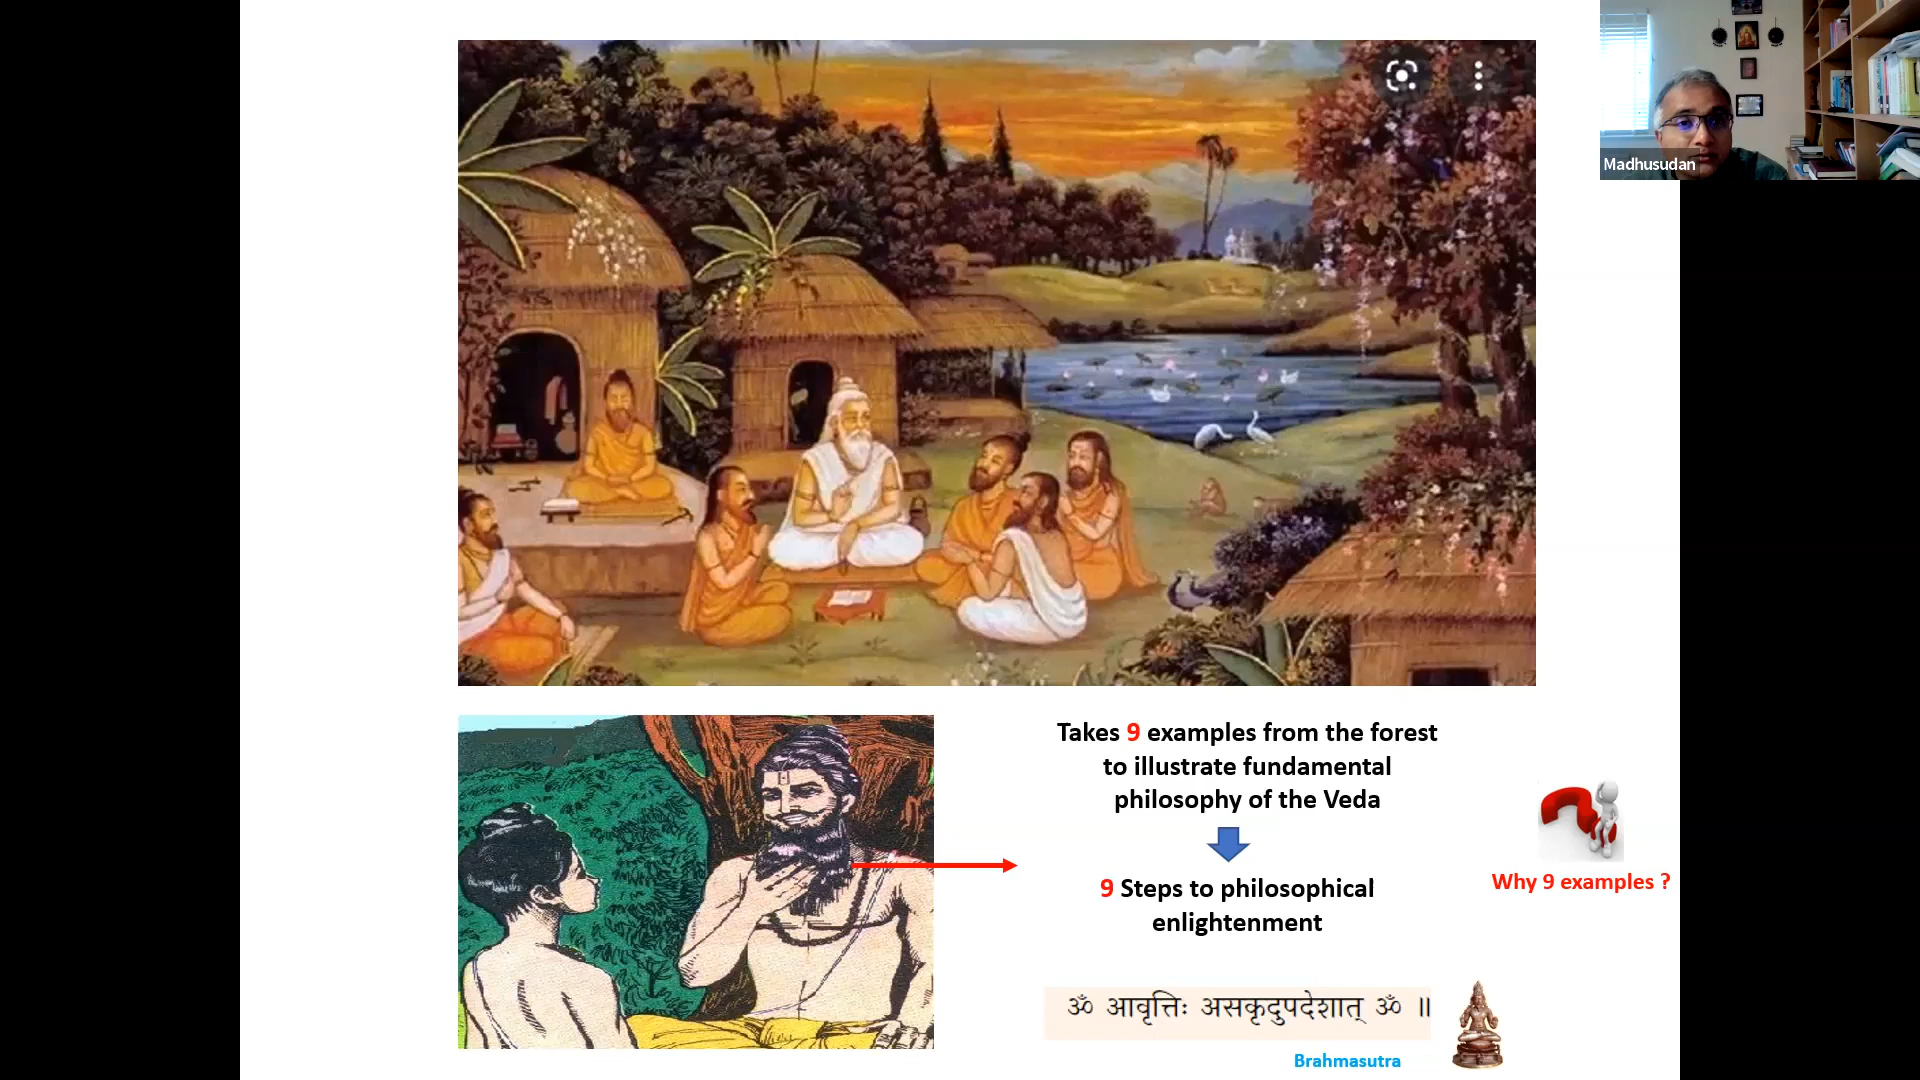 Madhusudan
Takes 9 examples from the forest
to illustrate fundamental
philosophy of the Veda
9 Steps to philosophical
enlightenment
Why 9 examples ?
ॐ आवृत्तिः असकृदुपदेशात् ॐ ॥
Brahmasutra